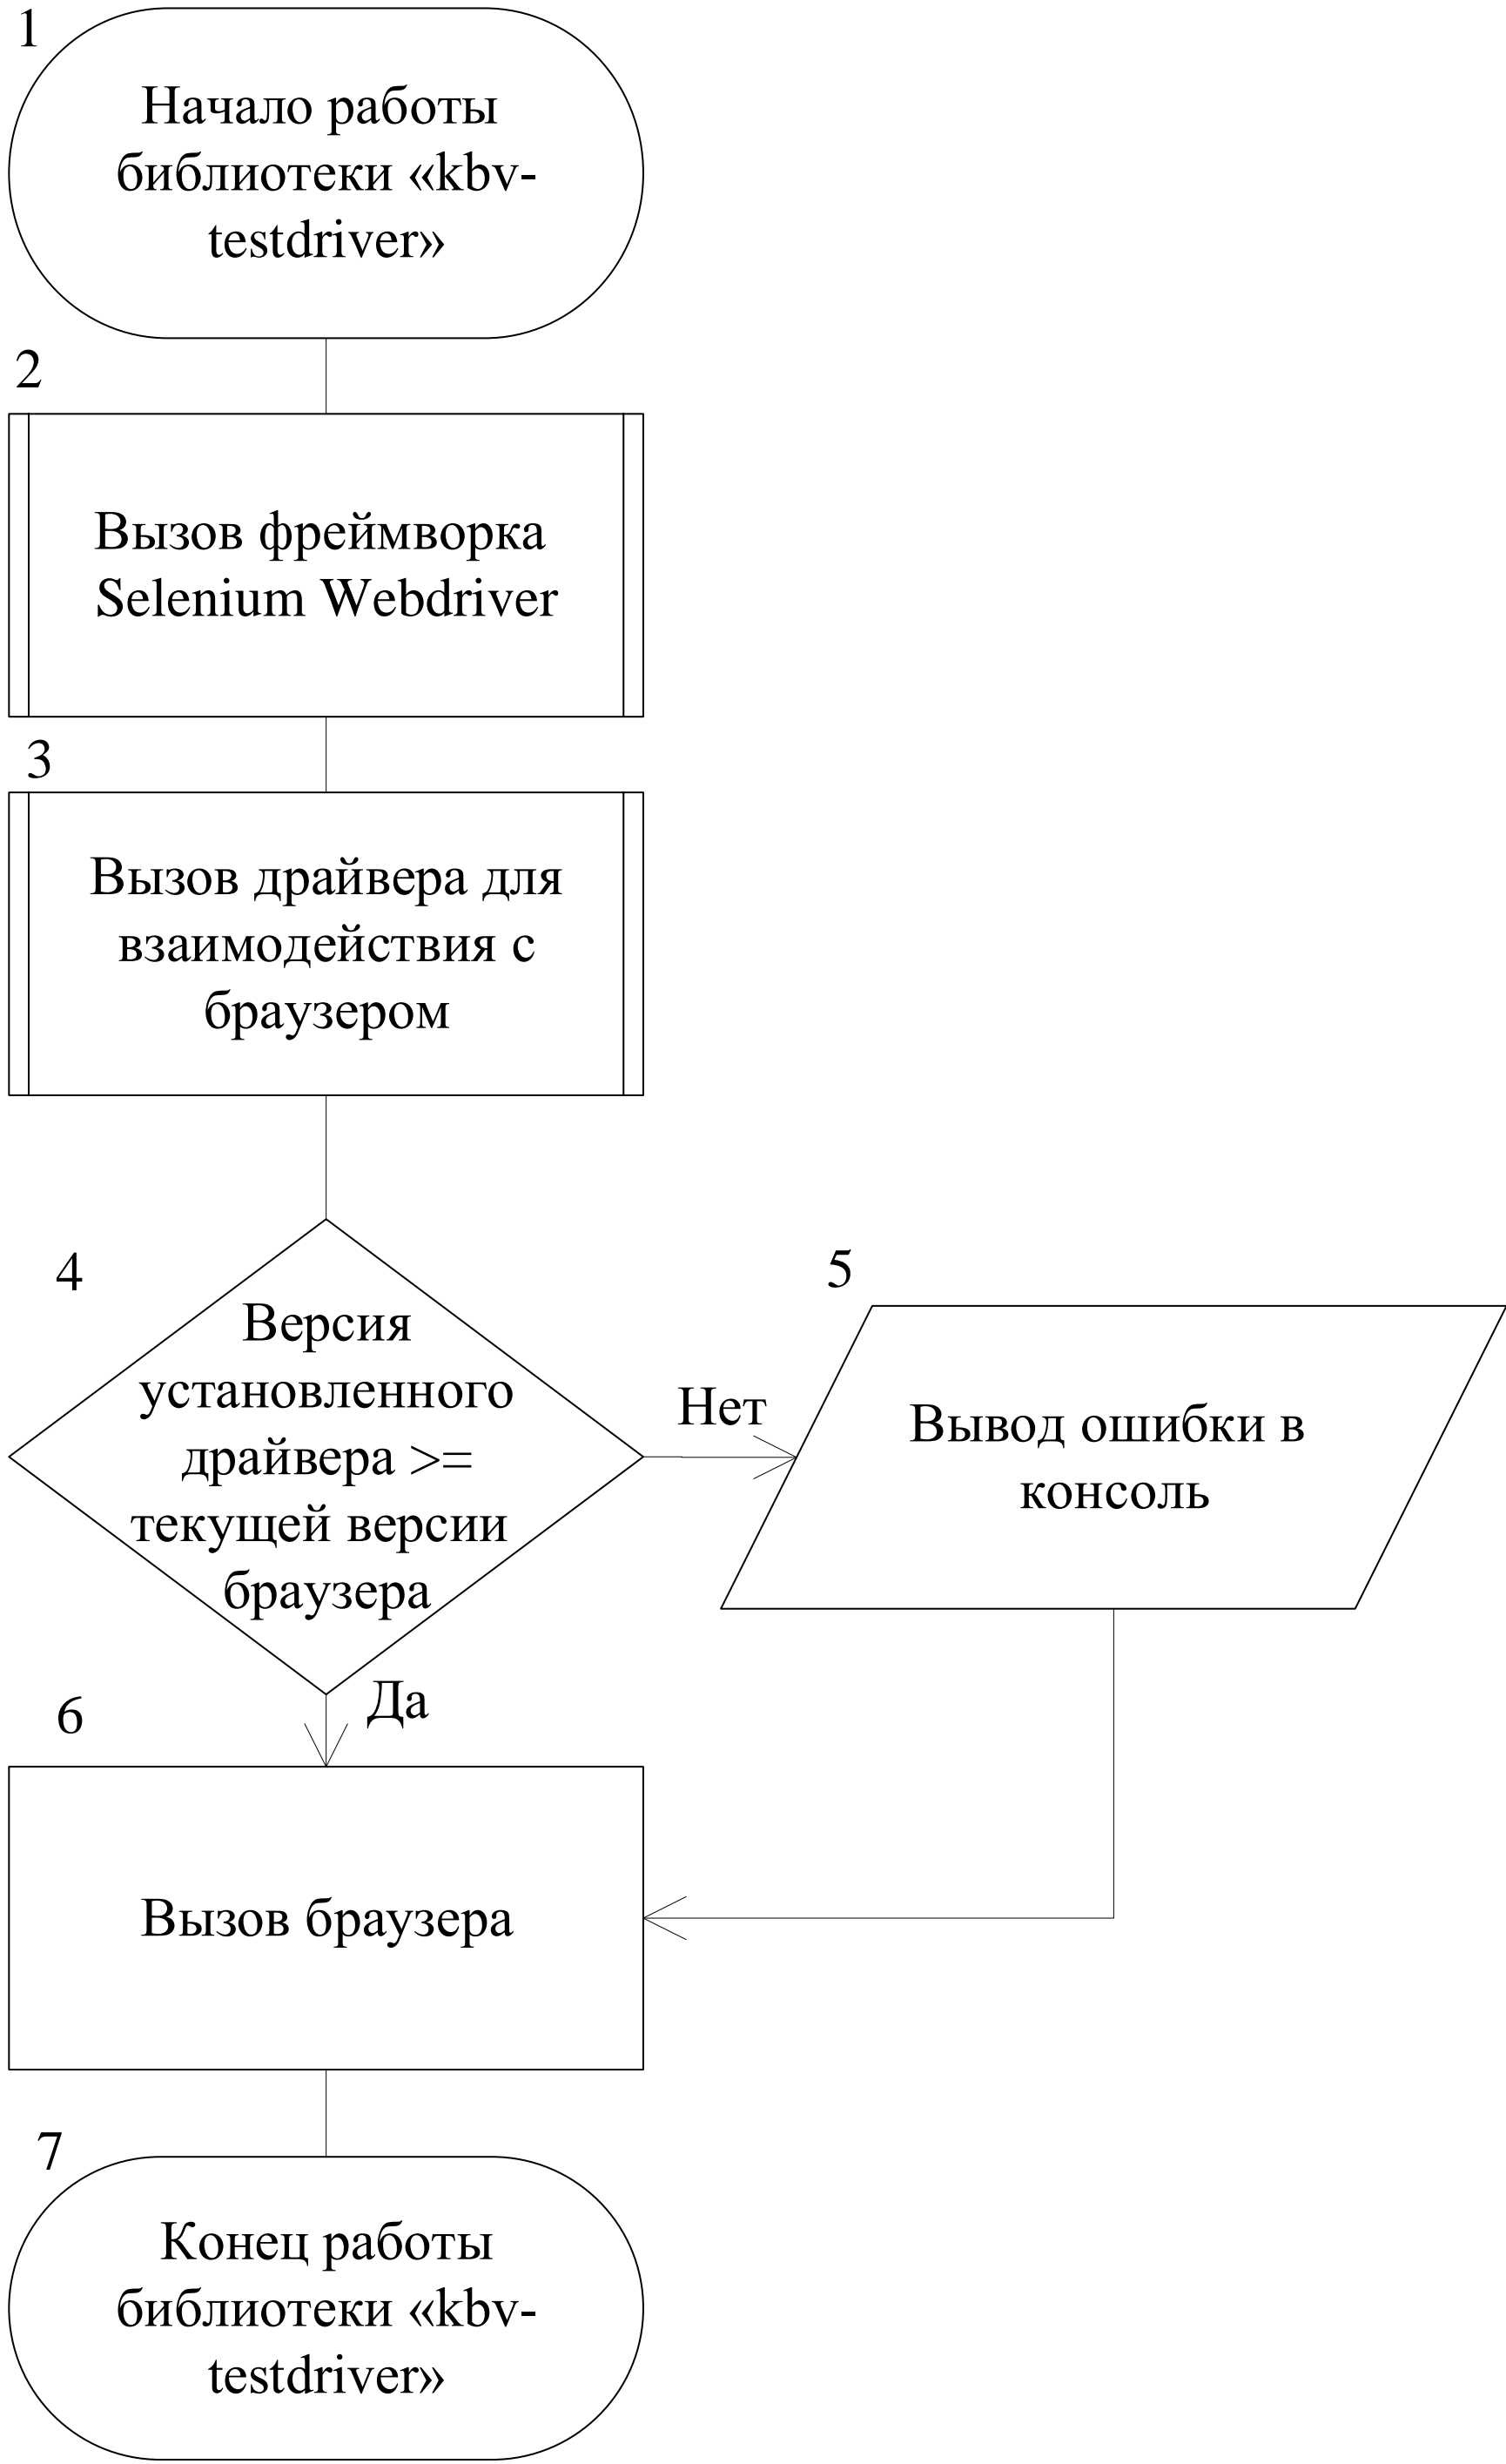 1
Начало работы
библиотеки «kbv-
testdriver»
2
Вызов фреймворка
Selenium Webdriver
3
Вызов драйвера для
взаимодействия с
браузером
4
Версия
установленного
драйвера >=
текущей версии
браузера
Нет
5
Вывод ошибки в
консоль
Да
6
Вызов браузера
7
Конец работы
библиотеки «kbv-
testdriver»